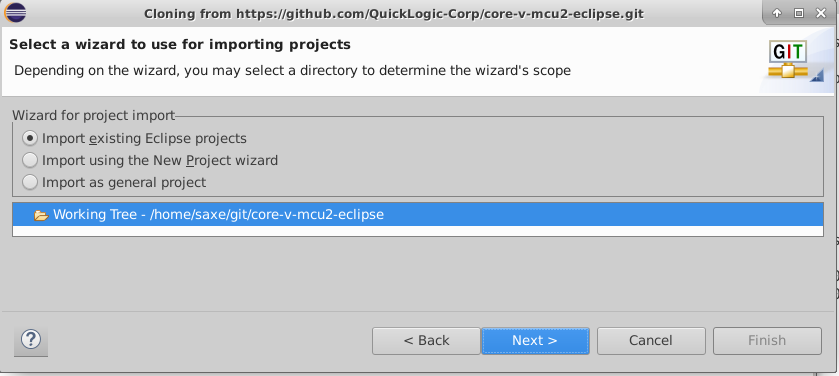 Cloning from https://github.com/QuickLogic-Corp/core-v-mcu2-eclipse.git
Select a wizard to use for importing projects
Depending on the wizard, you may select a directory to determine the wizard's scope
GIT
Wizard for project import
Import existing Eclipse projects
Import using the New Project wizard
Import as general project
Working Tree - /home/saxe/git/core-v-mcu2-eclipse
?
< Back
Next >
Cancel
Finish